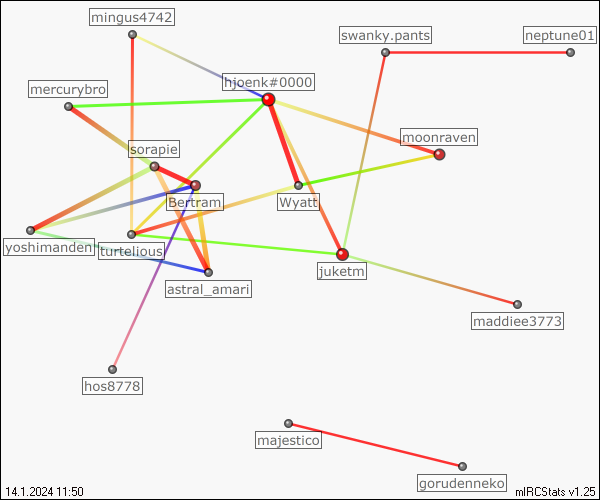 mingus4742
swanky.pants
neptune01
hjoenk#0000
mercurybro
moonraven
sorapie
Bertram
Wyatt
yoshimanden
turtelious
juketm
astral_amari
maddiee3773
hos8778
majestico
gorudenneko
14.1.2024 11:50
mIRCStats v1.25